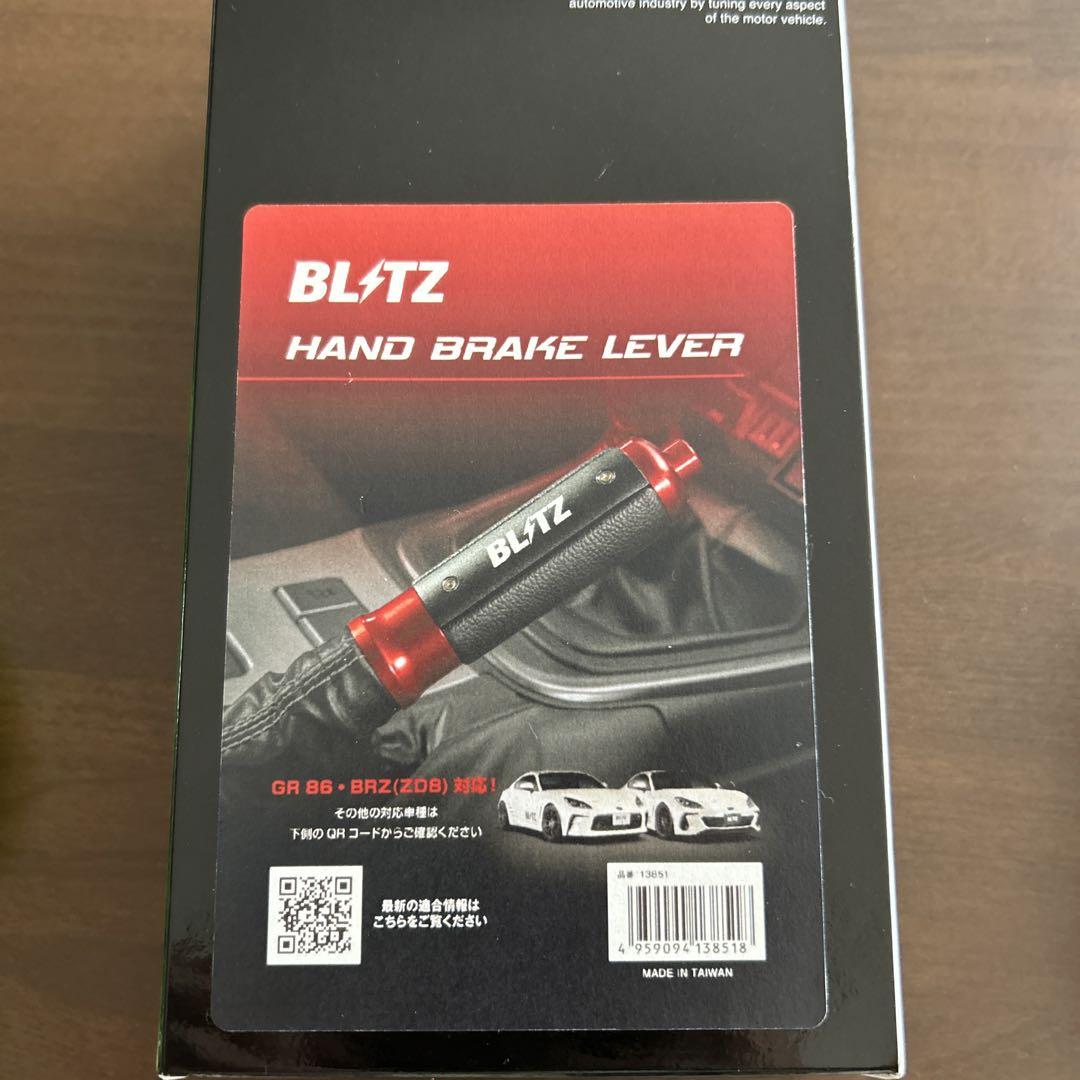 automotive industry by tuning every aspect
of the motor vehicle.
BLITZ
HAND BRAKE LEVER
BLITZ
GR 86・BRZ(ZD8) 対応!
その他の対応車種は
下側のQRコードからご確認ください
最新の適合情報は
こちらをご覧ください
品番 13851
4 959094 138518
MADE IN TAIWAN